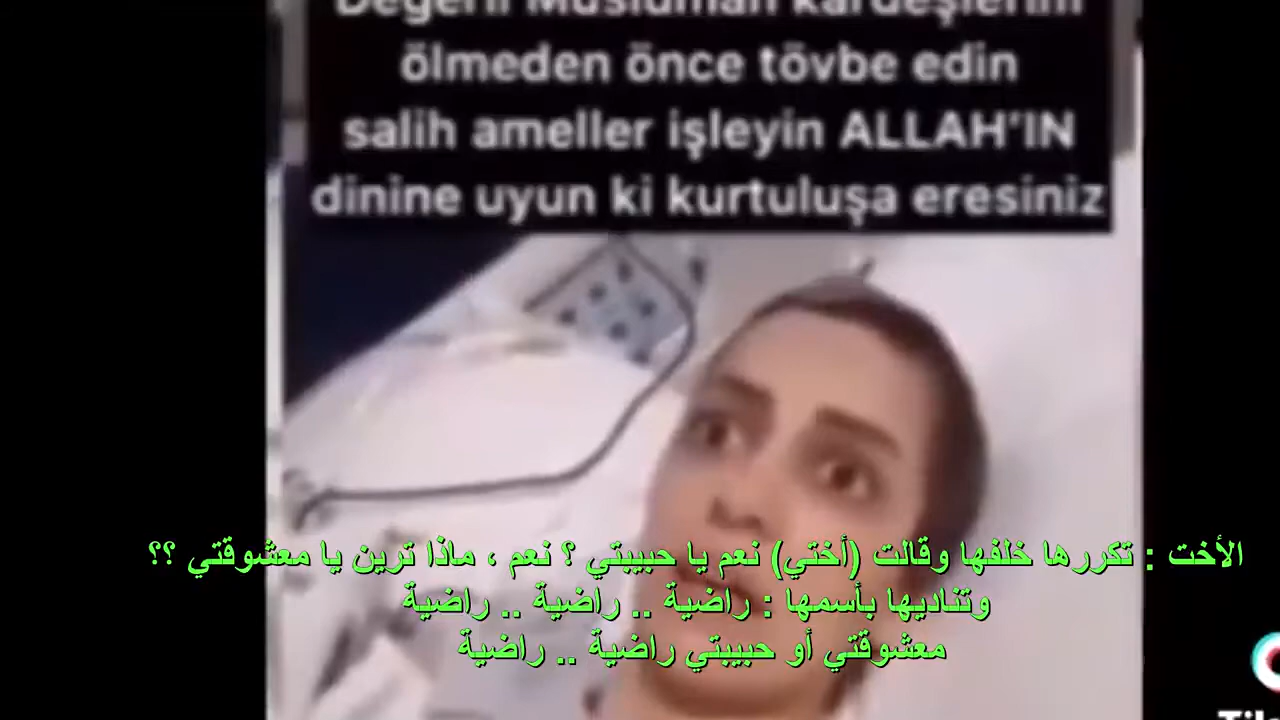 Değerli Müslüman kardeşlerim
ölmeden önce tövbe edin
salih ameller işleyin ALLAH'IN
dinine uyun ki kurtuluşa eresiniz
الأخت : تكررها خلفها وقالت (أختي) نعم يا حبيبتي ؟ نعم ، ماذا ترين يا معشوقتي ؟؟
وتناديها بأسمها : راضية .. راضية .. راضية
معشوقتي أو حبيبتي راضية .. راضية